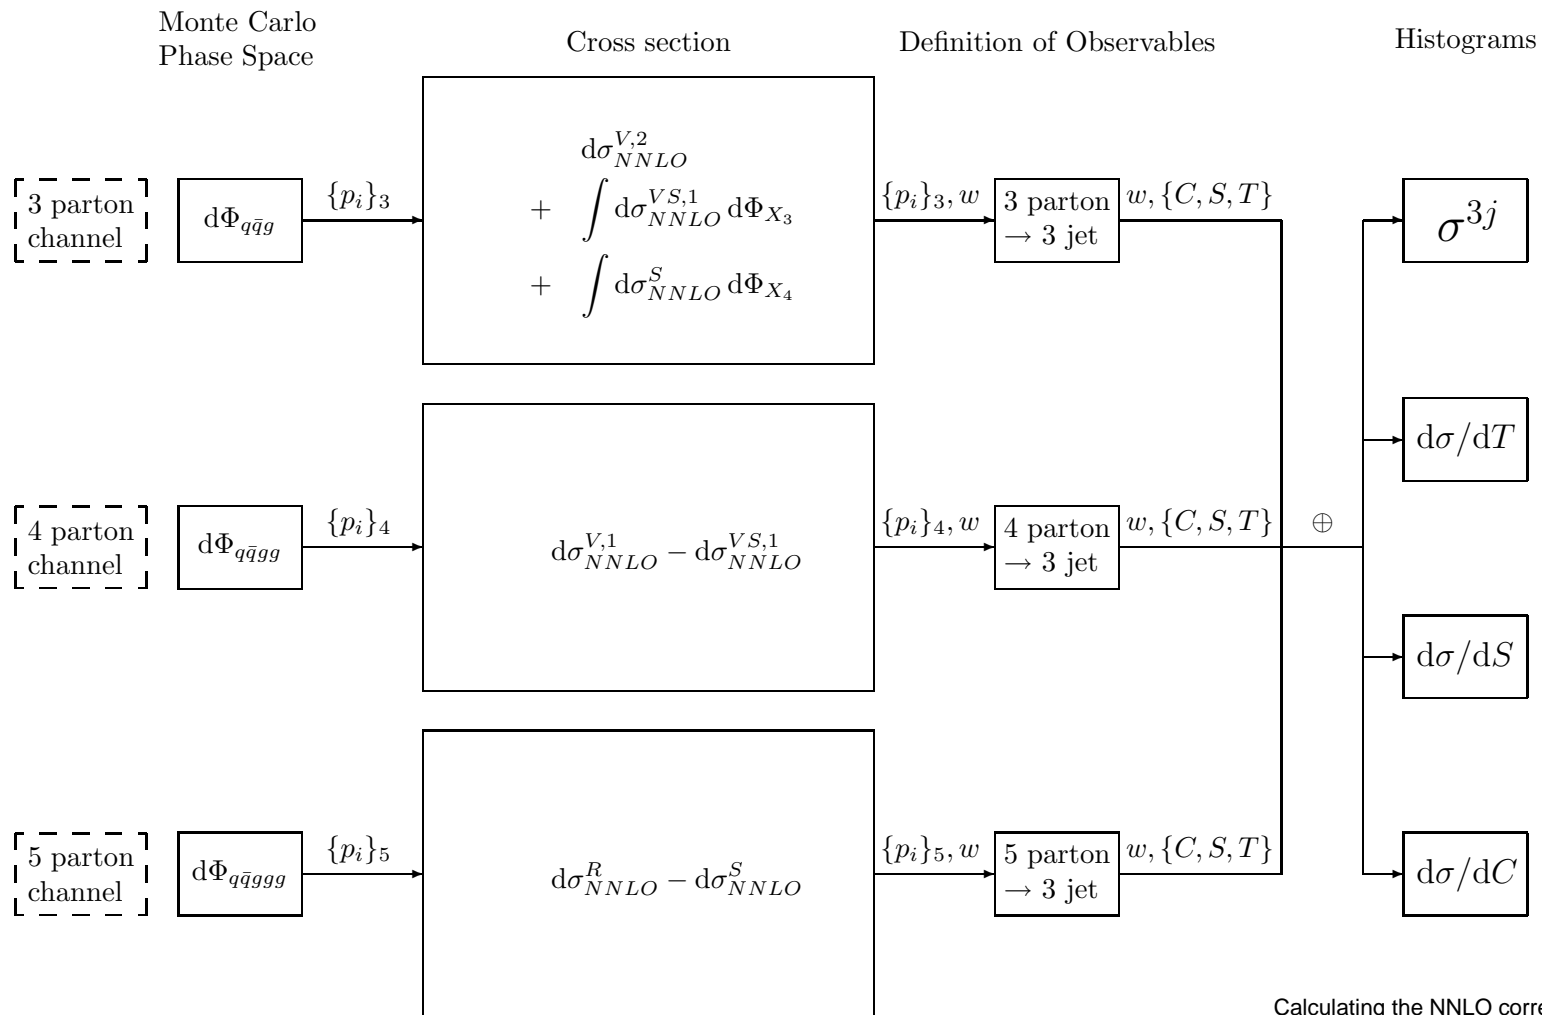 Monte Carlo
Phase Space
Cross section
Definition of Observables
Histograms
3 parton
channel
dΦ_{qq̄g}
{p_i}_3
dσ^{V,2}_{NNLO}
+ ∫ dσ^{VS,1}_{NNLO} dΦ_{X_3}
+ ∫ dσ^{S}_{NNLO} dΦ_{X_4}
{p_i}_3, w
3 parton
→ 3 jet
w, {C, S, T}
σ^{3j}
dσ/dT
4 parton
channel
dΦ_{qq̄gg}
{p_i}_4
dσ^{V,1}_{NNLO} − dσ^{VS,1}_{NNLO}
{p_i}_4, w
4 parton
→ 3 jet
w, {C, S, T}
⊕
dσ/dS
5 parton
channel
dΦ_{qq̄ggg}
{p_i}_5
dσ^{R}_{NNLO} − dσ^{S}_{NNLO}
{p_i}_5, w
5 parton
→ 3 jet
w, {C, S, T}
dσ/dC
Calculating the NNLO corre